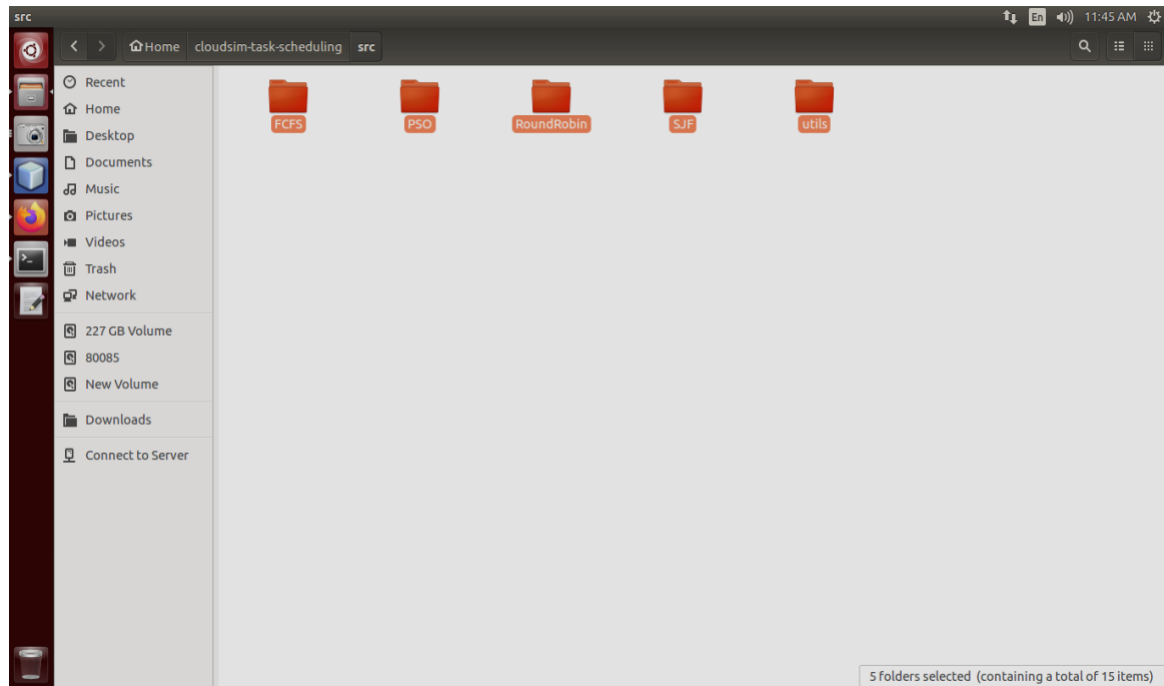 src
En 11:45 AM
Home cloudsim-task-scheduling src
Recent
Home
Desktop
Documents
Music
Pictures
Videos
Trash
Network
227 GB Volume
80085
New Volume
Downloads
Connect to Server
FCFS PSO RoundRobin SJF utils
5 folders selected (containing a total of 15 items)